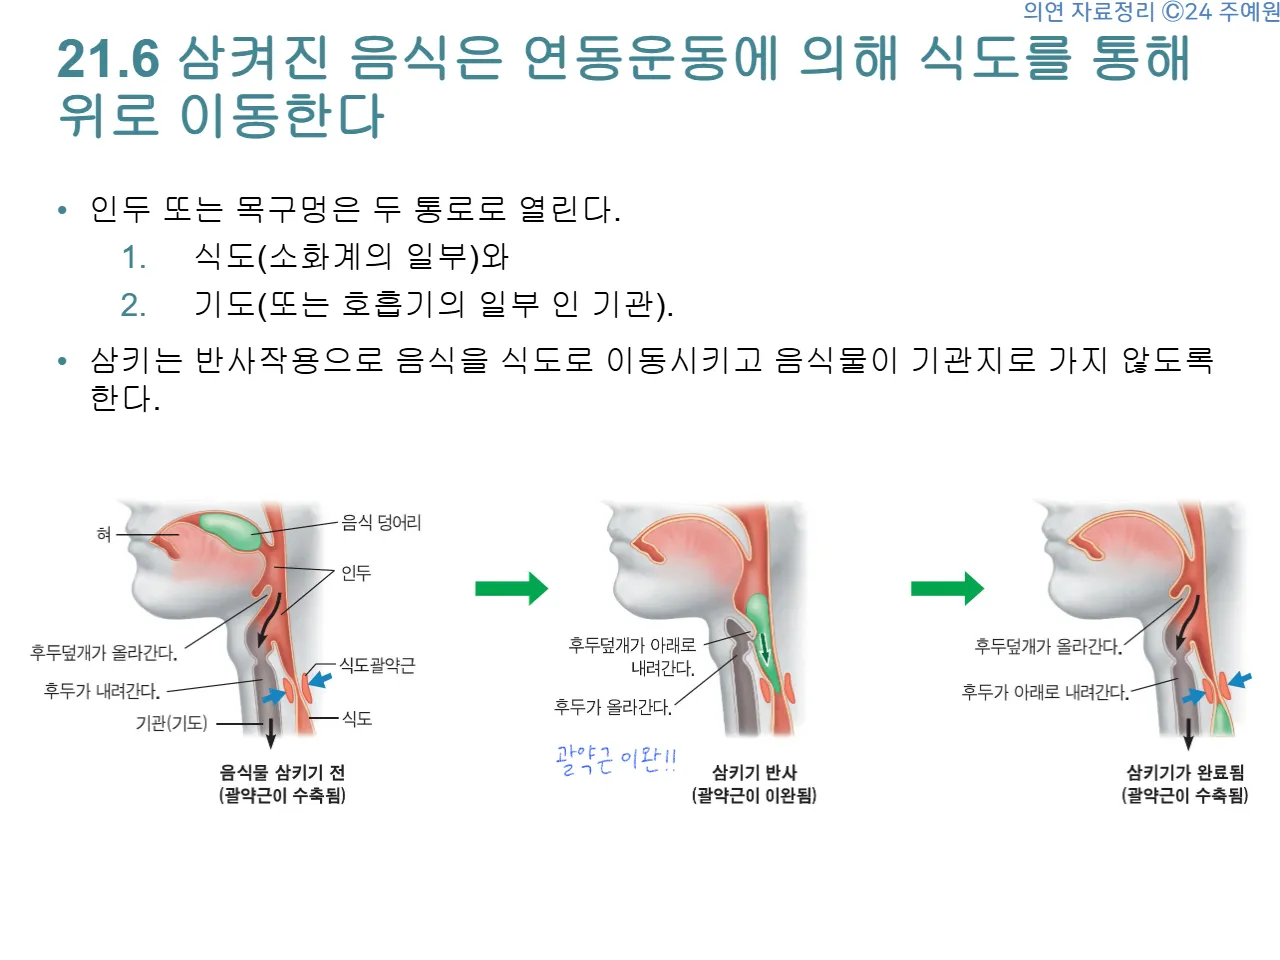 의연 자료정리 ©24 주예원
21.6 삼켜진 음식은 연동운동에 의해 식도를 통해
위로 이동한다
• 인두 또는 목구멍은 두 통로로 열린다.
1. 식도(소화계의 일부)와
2. 기도(또는 호흡기의 일부 인 기관).
• 삼키는 반사작용으로 음식을 식도로 이동시키고 음식물이 기관지로 가지 않도록
한다.
혀
음식 덩어리
인두
후두덮개가 올라간다.
식도괄약근
후두가 내려간다.
기관(기도)
식도
음식물 삼키기 전
(괄약근이 수축됨)
후두덮개가 아래로
내려간다.
후두가 올라간다.
괄약근 이완!!
삼키기 반사
(괄약근이 이완됨)
후두덮개가 올라간다.
후두가 아래로 내려간다.
삼키기가 완료됨
(괄약근이 수축됨)